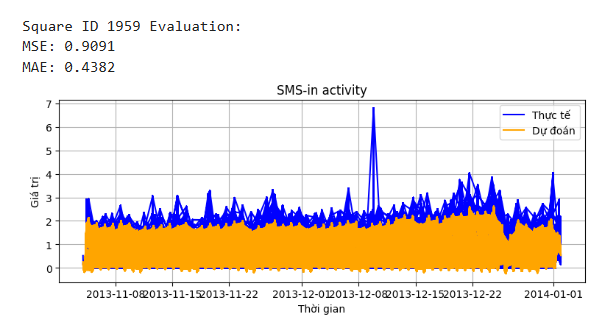 Square ID 1959 Evaluation:
MSE: 0.9091
MAE: 0.4382
SMS-in activity
Thực tế
Dự đoán
Giá trị
7
6
5
4
3
2
1
0
2013-11-08
2013-11-15
2013-11-22
2013-12-01
2013-12-08
2013-12-15
2013-12-22
2014-01-01
Thời gian